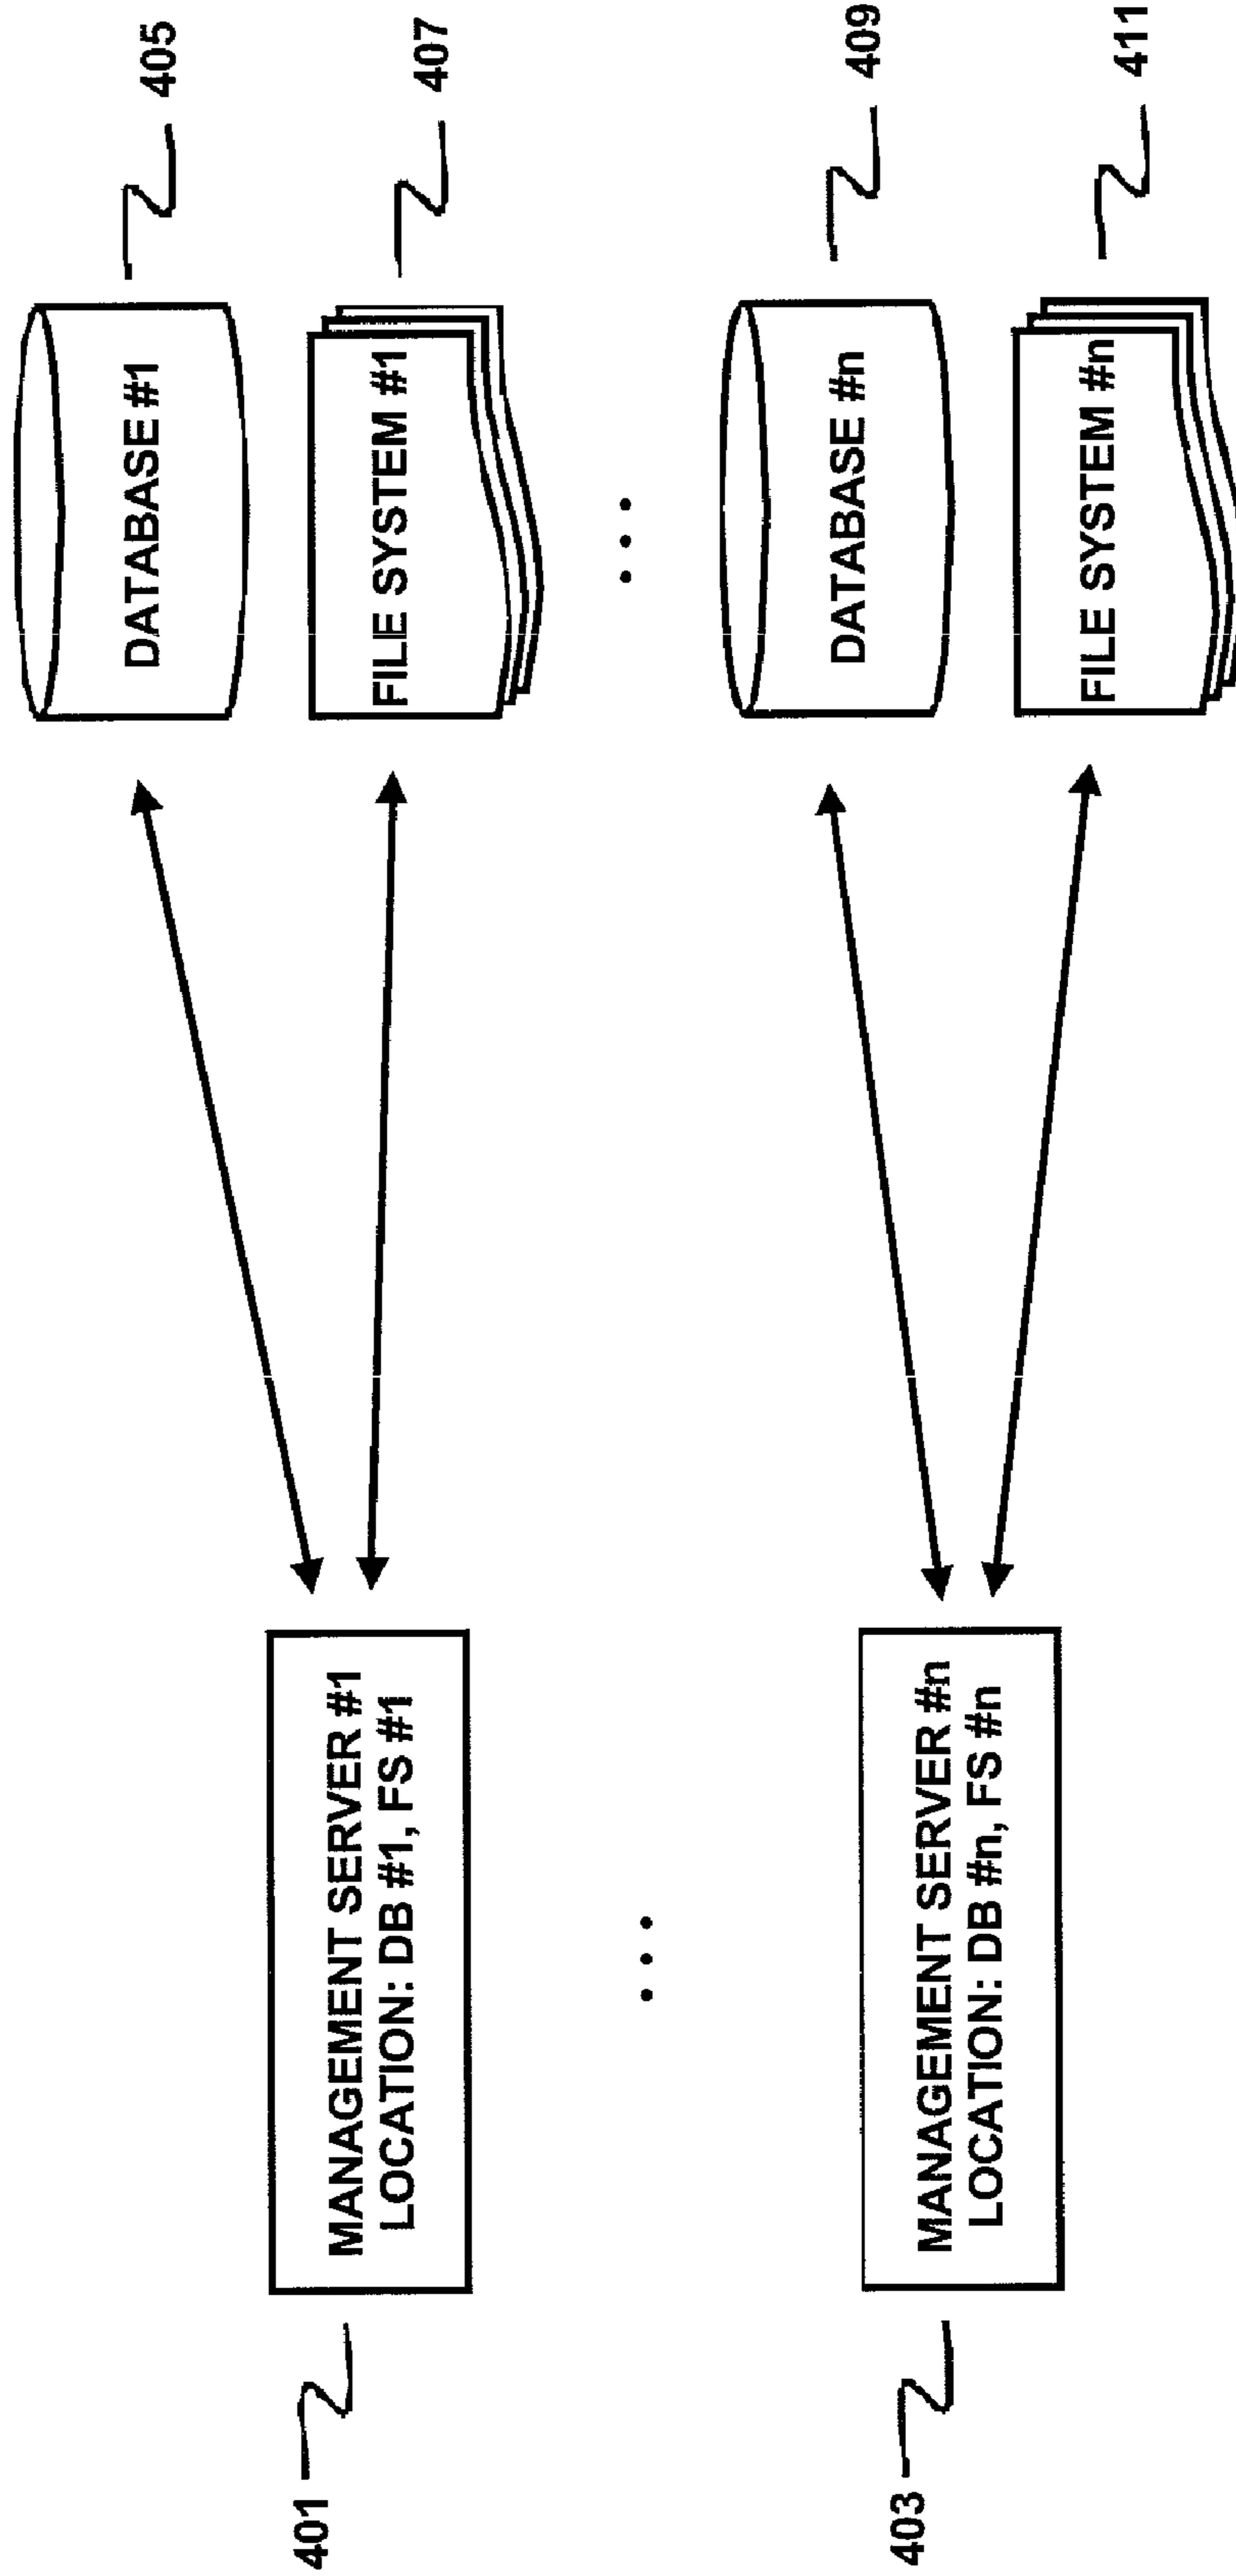 401
MANAGEMENT SERVER #1
LOCATION: DB #1, FS #1
DATABASE #1
405
FILE SYSTEM #1
407
...
...
403
MANAGEMENT SERVER #n
LOCATION: DB #n, FS #n
DATABASE #n
409
FILE SYSTEM #n
411